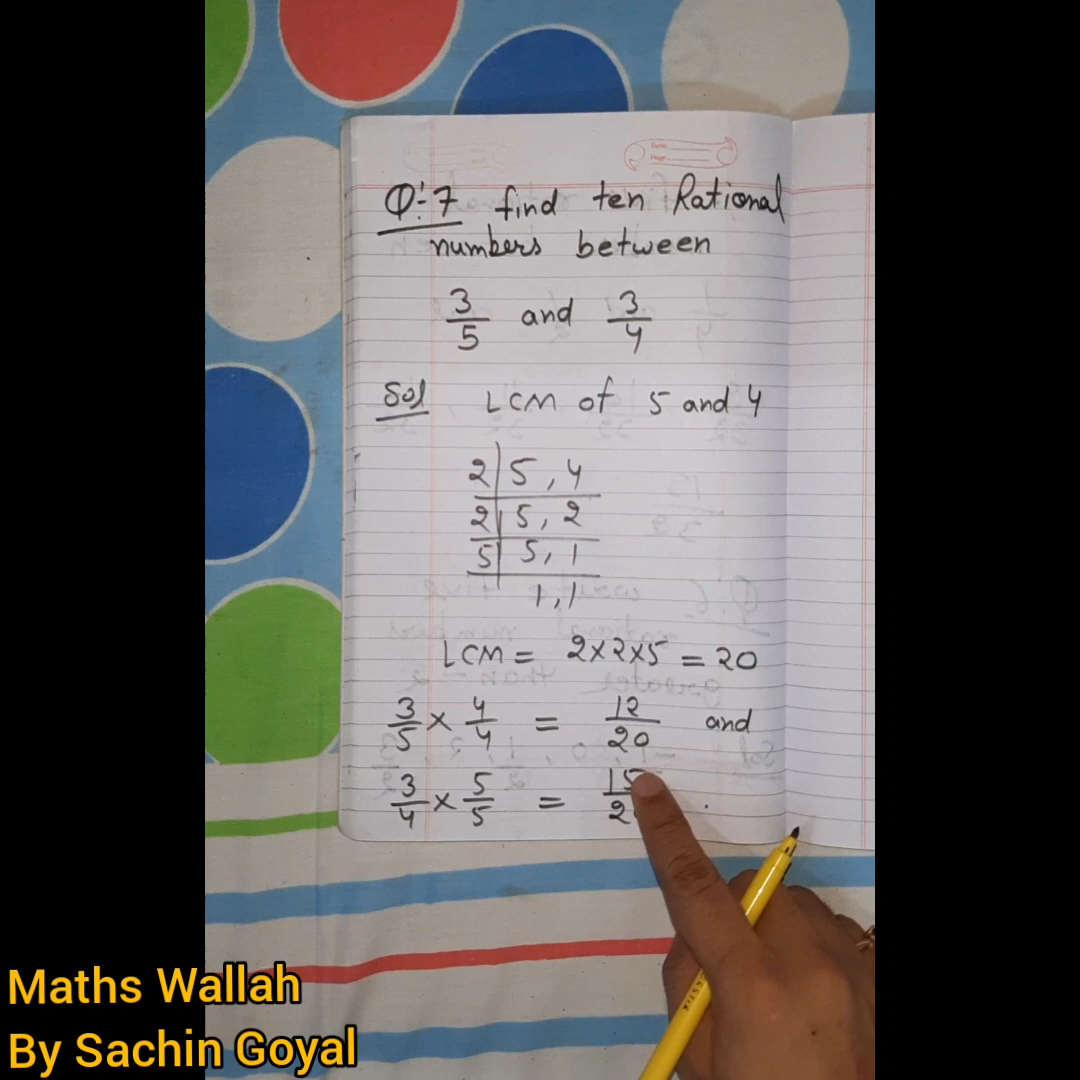 Q:-7 find ten Rational
numbers between
3/5 and 3/4
Sol LCM of 5 and 4
2 | 5, 4
2 | 5, 2
5 | 5, 1
1, 1
LCM = 2×2×5 = 20
3/5 × 4/4 = 12/20 and
3/4 × 5/5 = 15/2
Maths Wallah
By Sachin Goyal